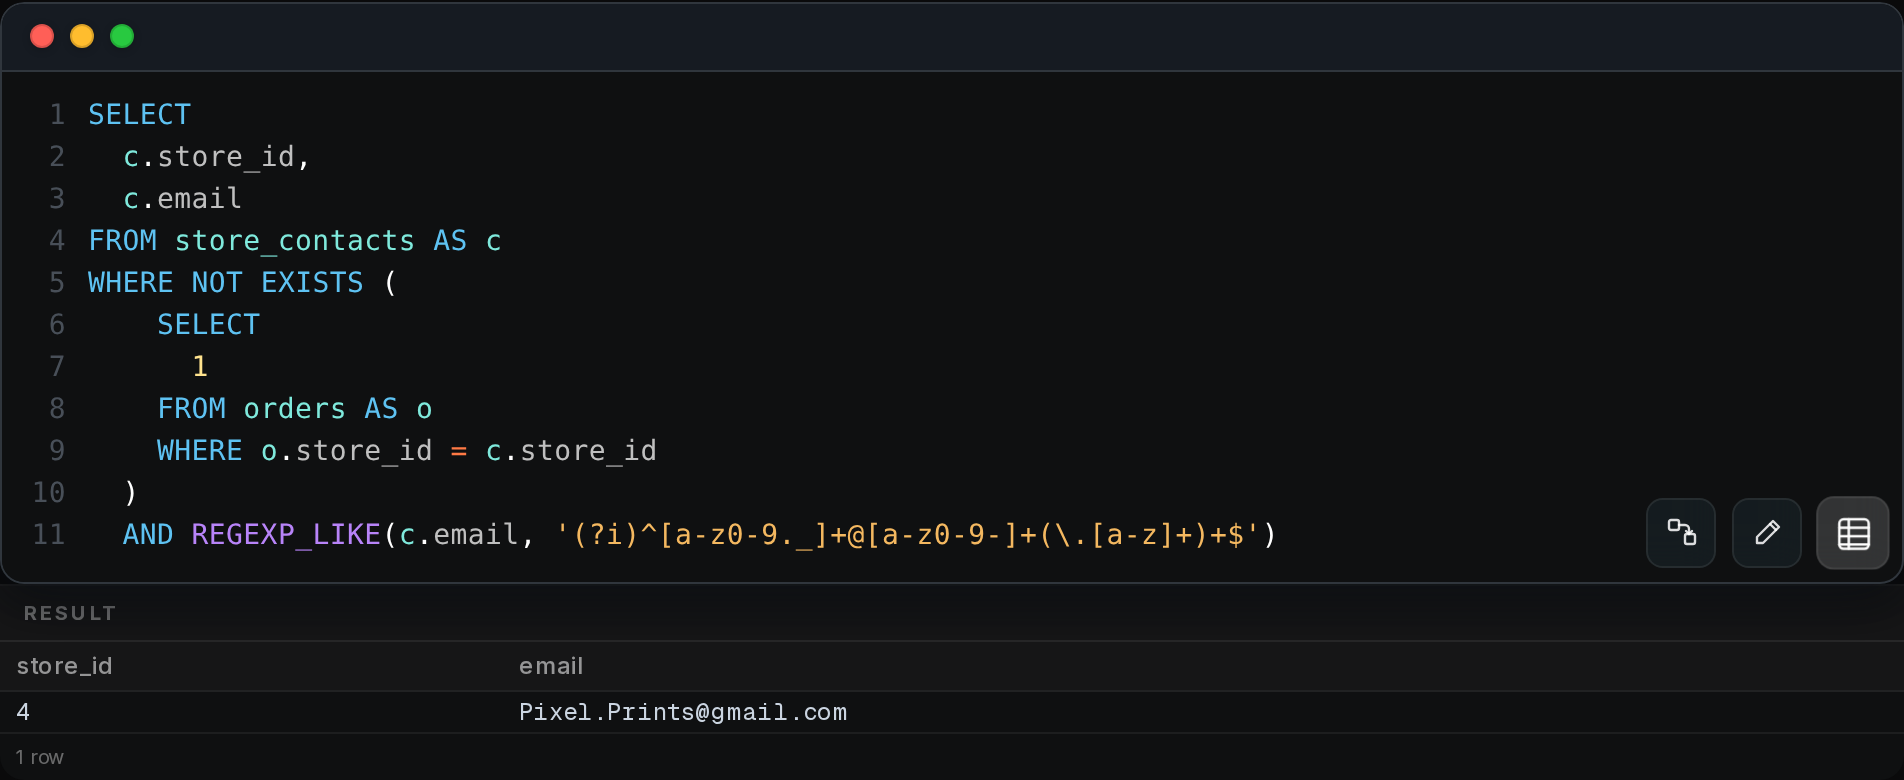 1 SELECT
2   c.store_id,
3   c.email
4 FROM store_contacts AS c
5 WHERE NOT EXISTS (
6     SELECT
7       1
8     FROM orders AS o
9     WHERE o.store_id = c.store_id
10   )
11   AND REGEXP_LIKE(c.email, '(?i)^[a-z0-9._]+@[a-z0-9-]+(\.[a-z]+)+$')
RESULT
store_id email
4 Pixel.Prints@gmail.com
1 row